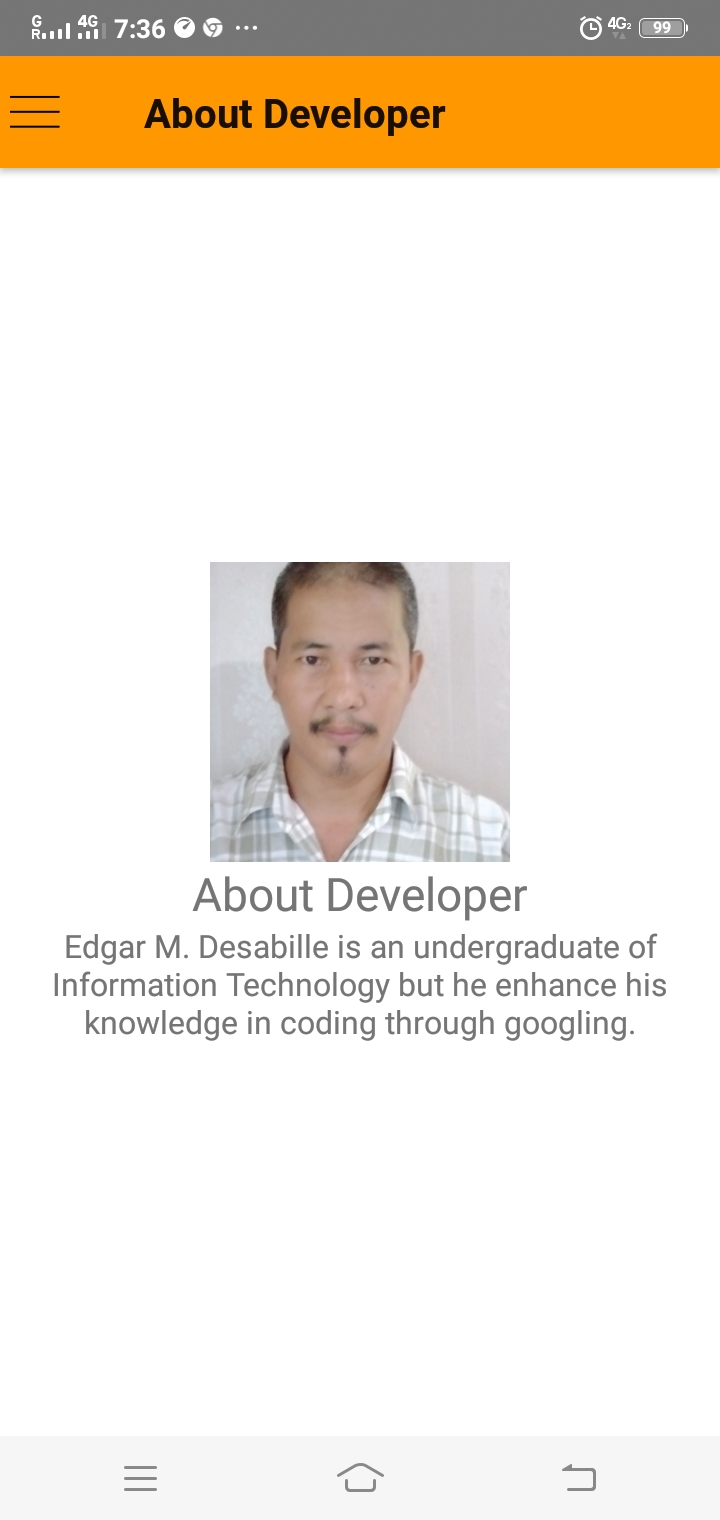 G
R
4G
7:36
4G2
99
About Developer
About Developer
Edgar M. Desabille is an undergraduate of
Information Technology but he enhance his
knowledge in coding through googling.